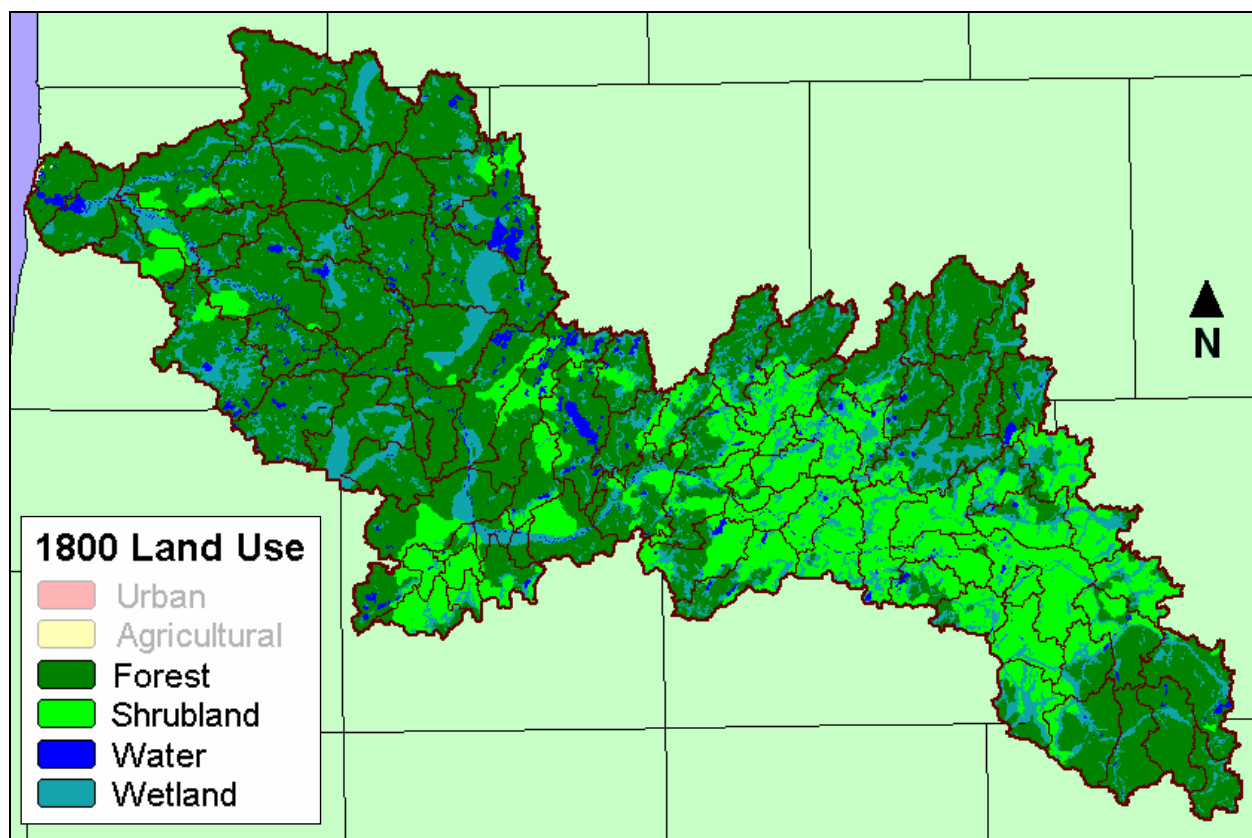 N
1800 Land Use
Urban
Agricultural
Forest
Shrubland
Water
Wetland